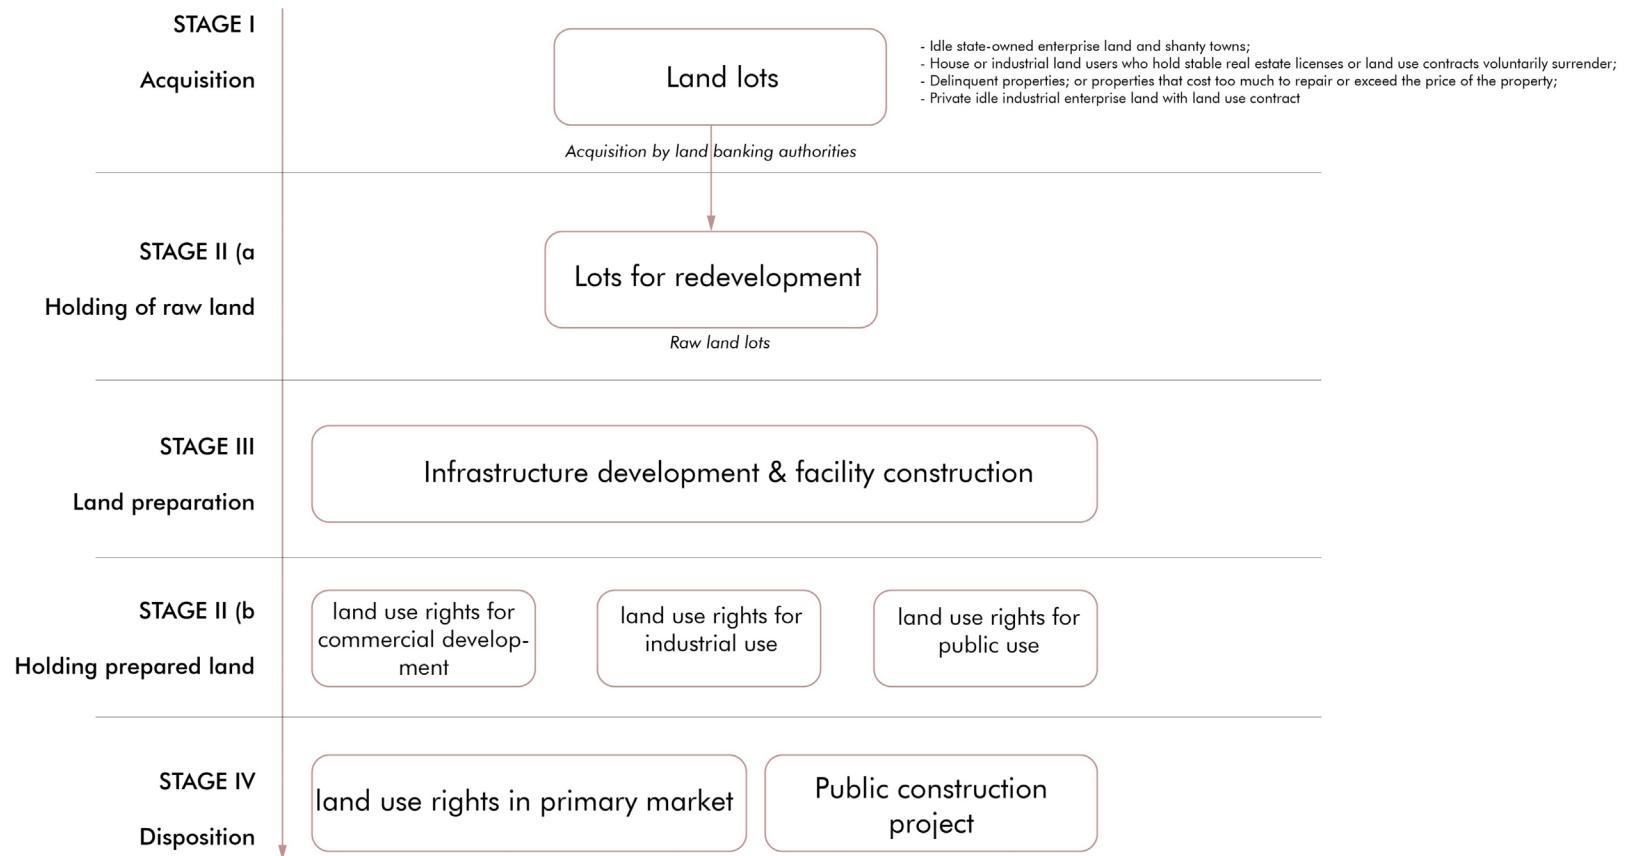 STAGE I
Acquisition
Land lots
- Idle state-owned enterprise land and shanty towns;
- House or industrial land users who hold stable real estate licenses or land use contracts voluntarily surrender;
- Delinquent properties; or properties that cost too much to repair or exceed the price of the property;
- Private idle industrial enterprise land with land use contract
Acquisition by land banking authorities
STAGE II (a
Holding of raw land
Lots for redevelopment
Raw land lots
STAGE III
Land preparation
Infrastructure development & facility construction
STAGE II (b
Holding prepared land
land use rights for
commercial develop-
ment
land use rights for
industrial use
land use rights for
public use
STAGE IV
Disposition
land use rights in primary market
Public construction
project